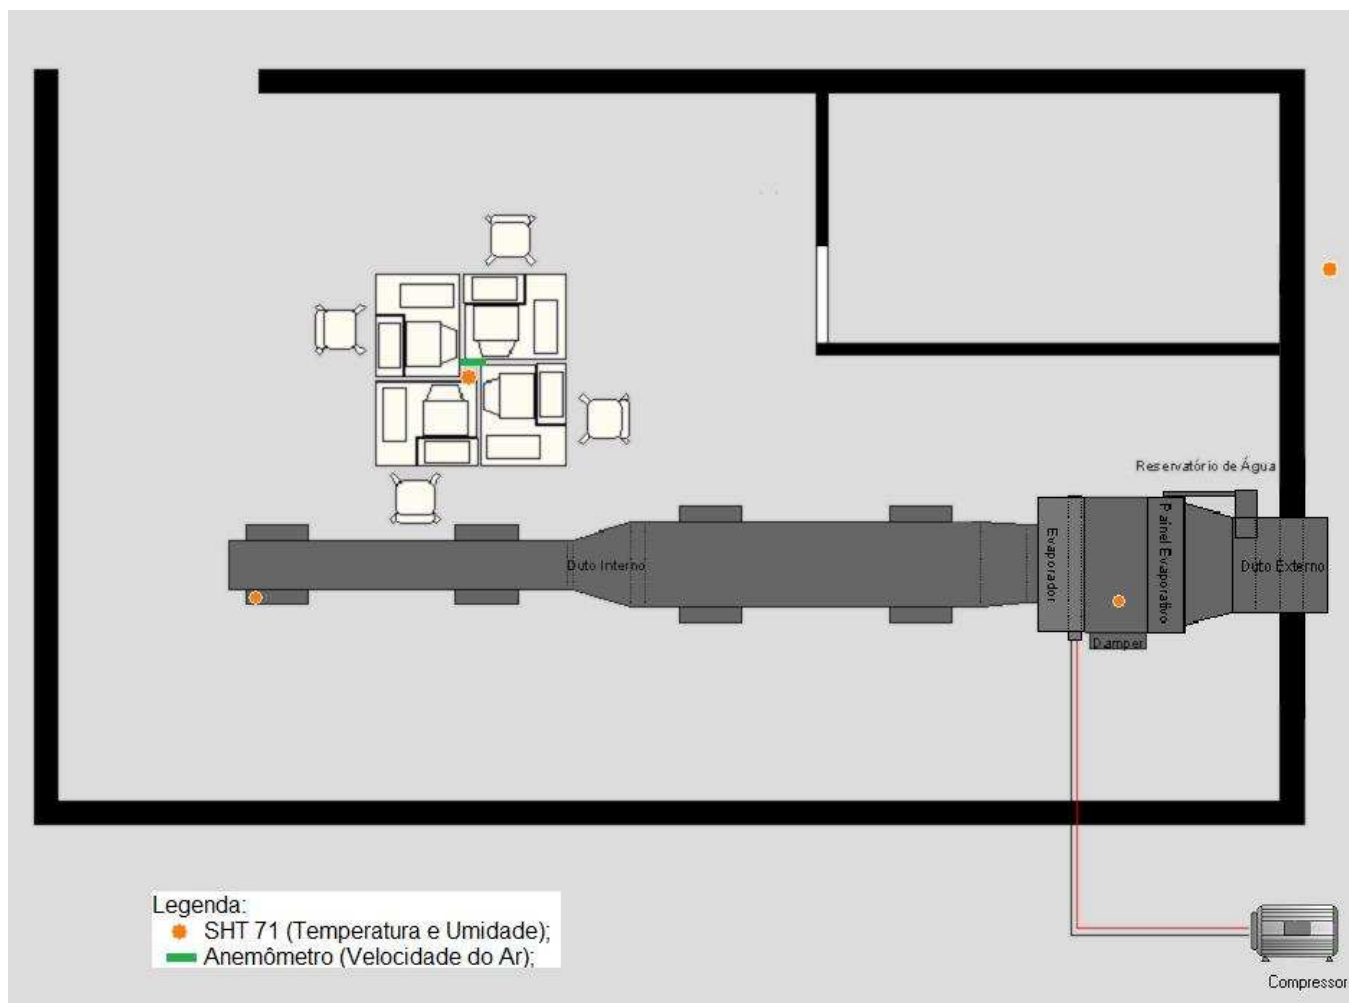 Reservatório de Água
Evaporador
Painel Evaporativo
Duto Interno
Duto Externo
Damper
Legenda:
SHT 71 (Temperatura e Umidade);
Anemômetro (Velocidade do Ar);
Compressor